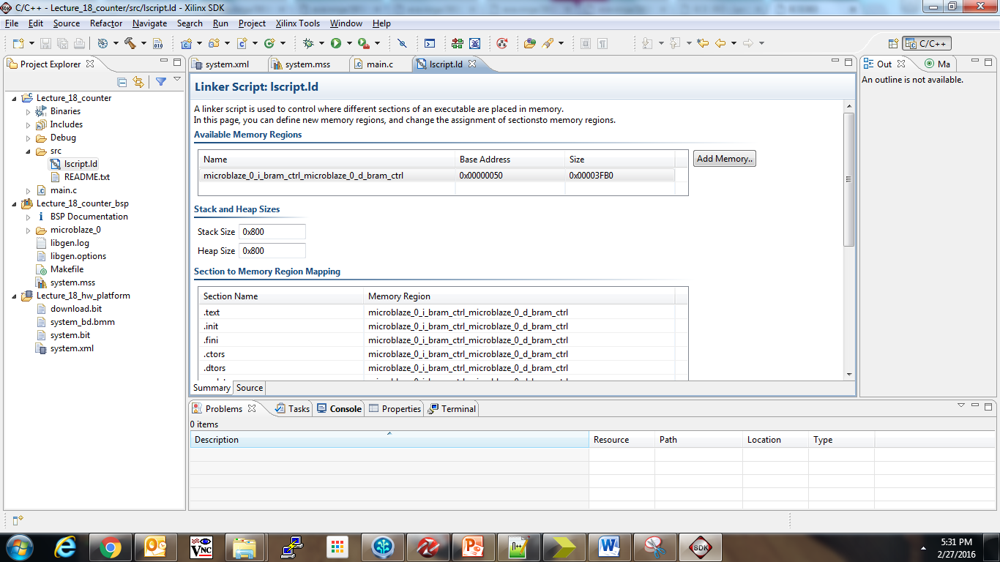 C/C++ - Lecture_18_counter/src/lscript.ld - Xilinx SDK
File Edit Source Refactor Navigate Search Run Project Xilinx Tools Window Help
C/C++
Project Explorer
Lecture_18_counter
Binaries
Includes
Debug
src
lscript.ld
README.txt
main.c
Lecture_18_counter_bsp
BSP Documentation
microblaze_0
libgen.log
libgen.options
Makefile
system.mss
Lecture_18_hw_platform
download.bit
system_bd.bmm
system.bit
system.xml
system.xml system.mss main.c lscript.ld
Linker Script: lscript.ld
A linker script is used to control where different sections of an executable are placed in memory.
In this page, you can define new memory regions, and change the assignment of sectionsto memory regions.
Available Memory Regions
Name Base Address Size
microblaze_0_i_bram_ctrl_microblaze_0_d_bram_ctrl 0x00000050 0x00003FB0
Add Memory..
Stack and Heap Sizes
Stack Size 0x800
Heap Size 0x800
Section to Memory Region Mapping
Section Name Memory Region
.text microblaze_0_i_bram_ctrl_microblaze_0_d_bram_ctrl
.init microblaze_0_i_bram_ctrl_microblaze_0_d_bram_ctrl
.fini microblaze_0_i_bram_ctrl_microblaze_0_d_bram_ctrl
.ctors microblaze_0_i_bram_ctrl_microblaze_0_d_bram_ctrl
.dtors microblaze_0_i_bram_ctrl_microblaze_0_d_bram_ctrl
Summary Source
Out Ma
An outline is not available.
Problems Tasks Console Properties Terminal
0 items
Description Resource Path Location Type
VNC
SDK
5:31 PM
2/27/2016